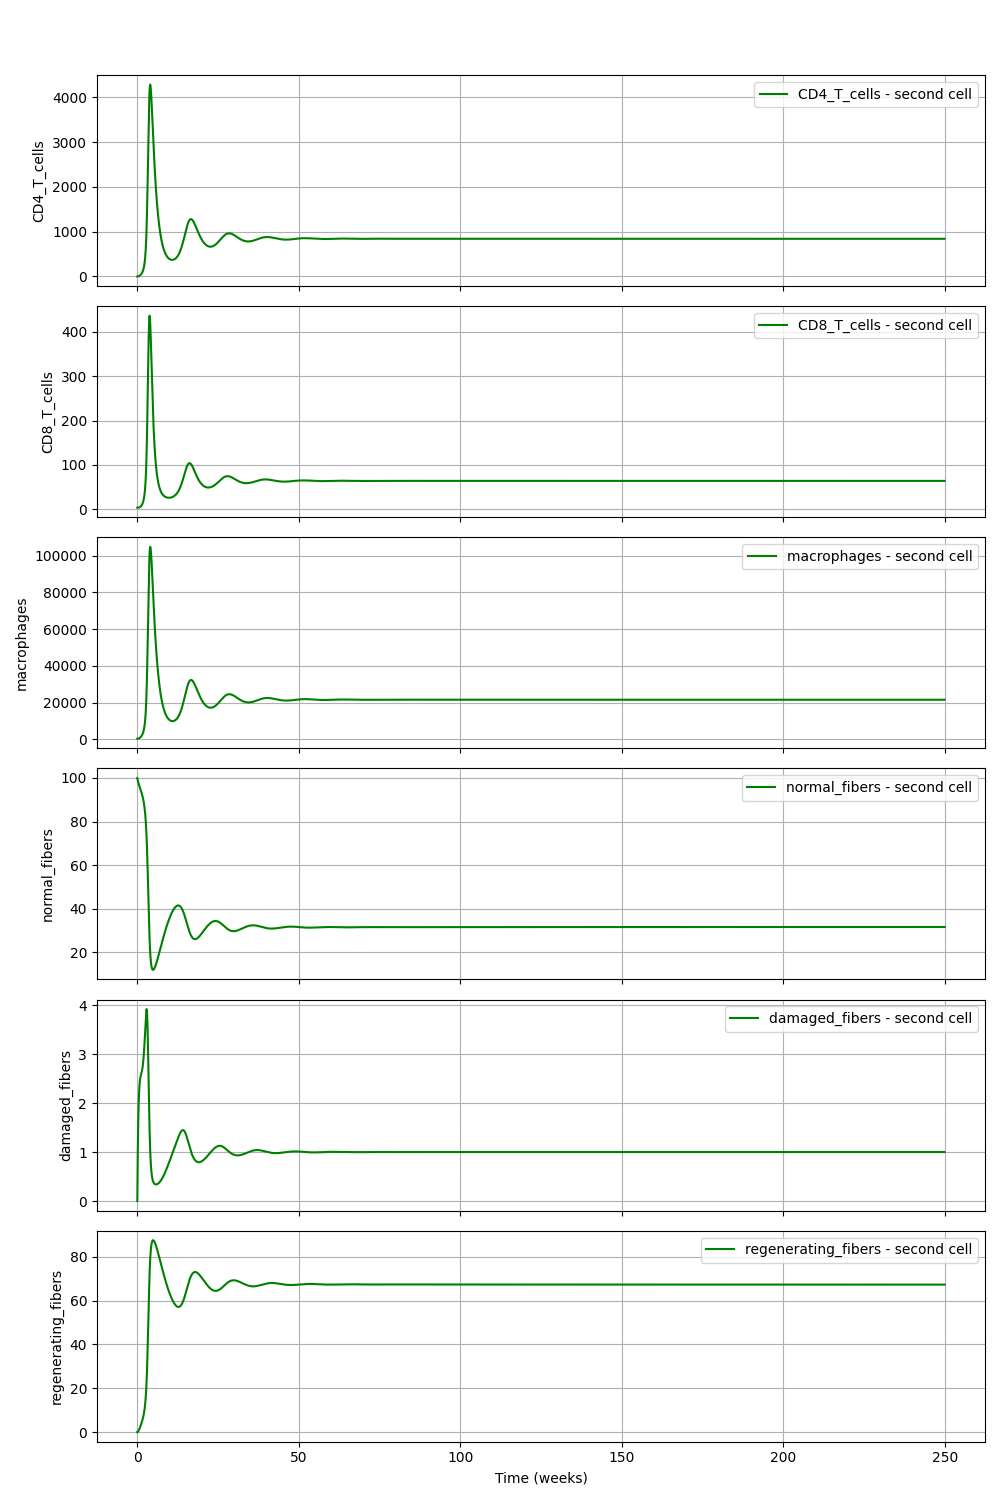 CD4_T_cells
4000
3000
2000
1000
0
CD4_T_cells - second cell
CD8_T_cells
400
300
200
100
0
CD8_T_cells - second cell
macrophages
100000
80000
60000
40000
20000
0
macrophages - second cell
normal_fibers
100
80
60
40
20
normal_fibers - second cell
damaged_fibers
4
3
2
1
0
damaged_fibers - second cell
regenerating_fibers
80
60
40
20
0
regenerating_fibers - second cell
0 50 100 150 200 250
Time (weeks)